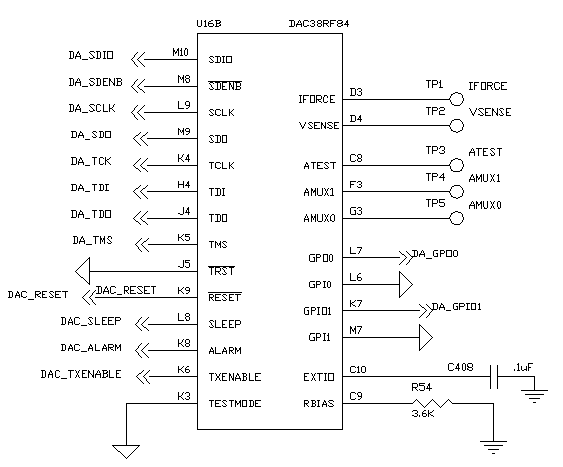 U16B DAC38RF84
DA_SDIO M10 SDIO
DA_SDENB M8 SDENB
DA_SCLK L9 SCLK
DA_SDO M9 SDO
DA_TCK K4 TCLK
DA_TDI H4 TDI
DA_TDO J4 TDO
DA_TMS K5 TMS
J5 TRST
DAC_RESET DAC_RESET K9 RESET
DAC_SLEEP L8 SLEEP
DAC_ALARM K8 ALARM
DAC_TXENABLE K6 TXENABLE
K3 TESTMODE
IFORCE D3 TP1 IFORCE
VSENSE D4 TP2 VSENSE
ATEST C8 TP3 ATEST
AMUX1 F3 TP4 AMUX1
AMUX0 G3 TP5 AMUX0
GPO0 L7 DA_GPO0
GPI0 L6
GPIO1 K7 DA_GPIO1
GPI1 M7
EXTIO C10 C408 .1uF
RBIAS C9 R54
3.6K